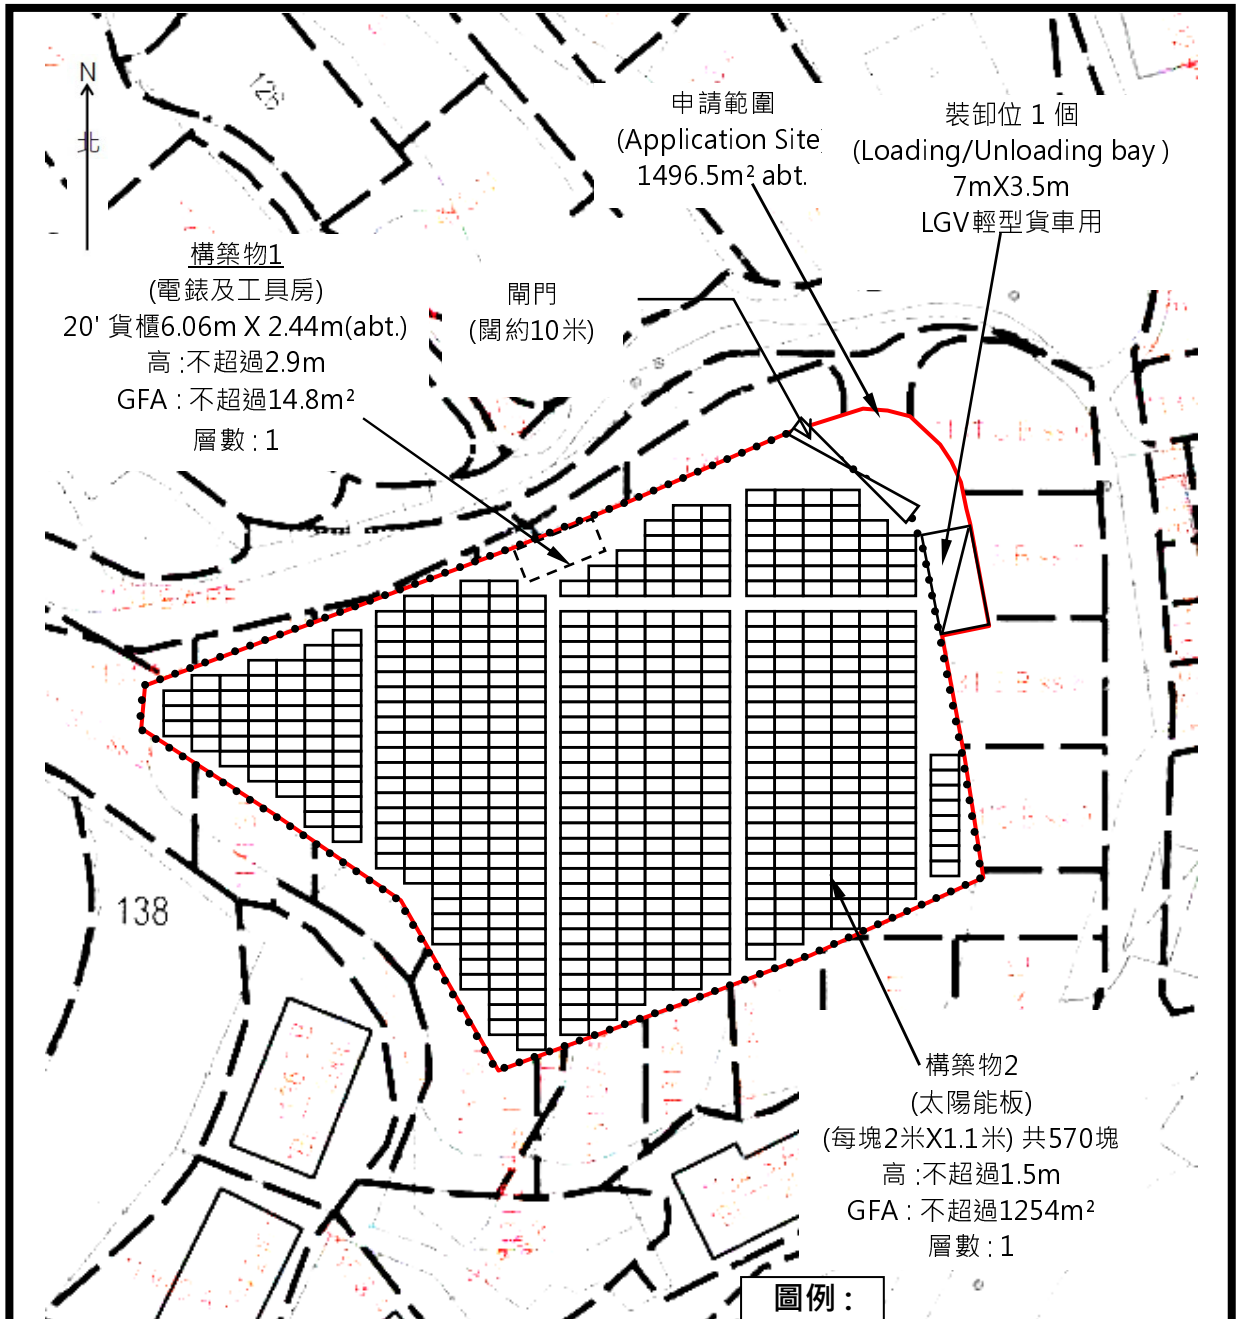 N
北
128
申請範圍
(Application Site
1496.5m² abt.
裝卸位 1 個
(Loading/Unloading bay )
7mX3.5m
LGV輕型貨車用
構築物1
(電錶及工具房)
20' 貨櫃6.06m X 2.44m(abt.)
高 :不超過2.9m
GFA : 不超過14.8m²
層數 : 1
閘門
(闊約10米)
138
構築物2
(太陽能板)
(每塊2米X1.1米) 共570塊
高 :不超過1.5m
GFA : 不超過1254m²
層數 : 1
圖例 :